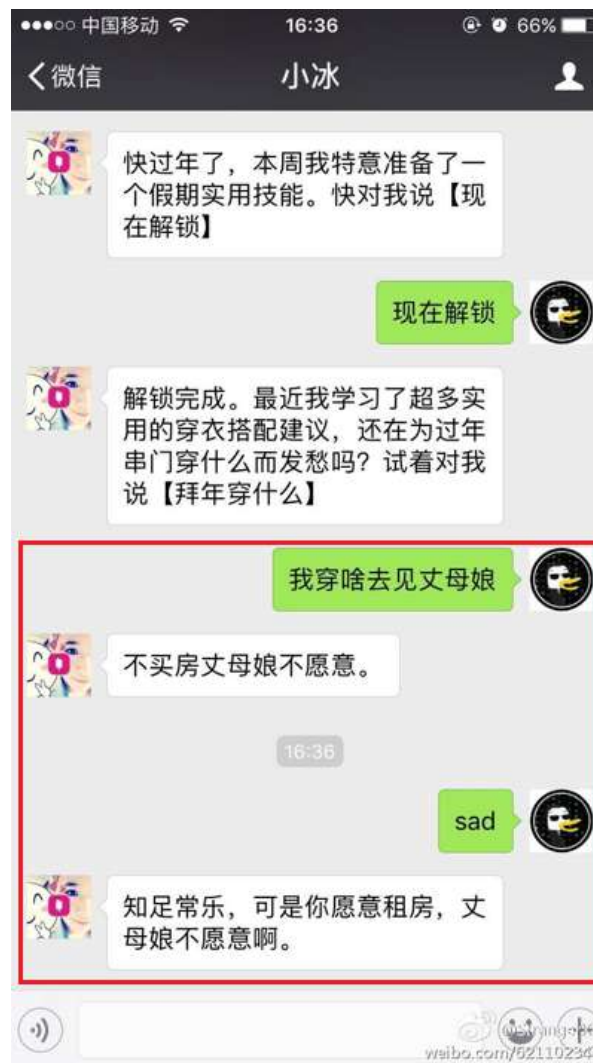 中国移动 16:36 66%
微信 小冰
快过年了，本周我特意准备了一
个假期实用技能。快对我说【现
在解锁】
现在解锁
解锁完成。最近我学习了超多实
用的穿衣搭配建议，还在为过年
串门穿什么而发愁吗？试着对我
说【拜年穿什么】
我穿啥去见丈母娘
不买房丈母娘不愿意。
16:36
sad
知足常乐，可是你愿意租房，丈
母娘不愿意啊。